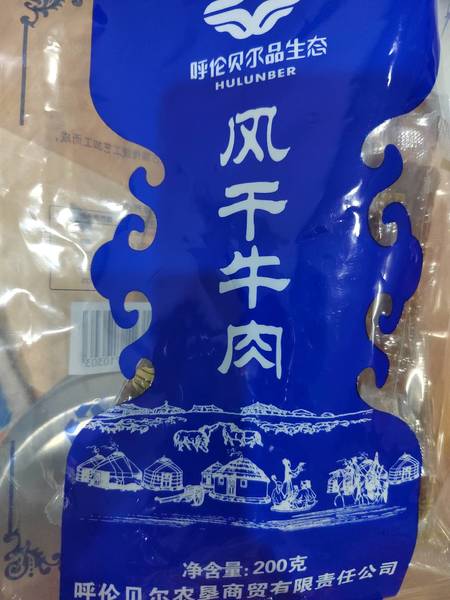 呼伦贝尔品生态
HULUNBER
风干牛肉
净含量:200克
呼伦贝尔农垦商贸有限责任公司